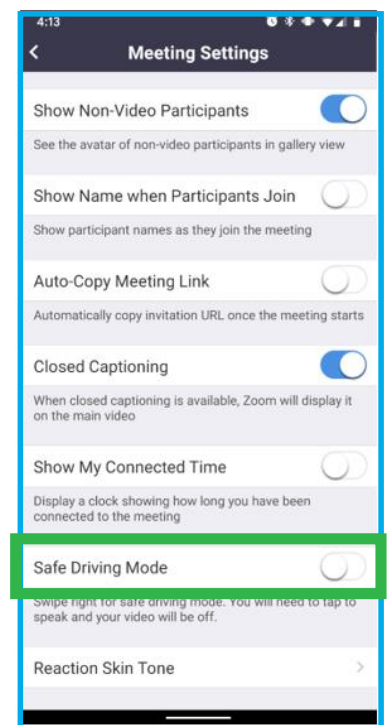 4:13
Meeting Settings
Show Non-Video Participants
See the avatar of non-video participants in gallery view
Show Name when Participants Join
Show participant names as they join the meeting
Auto-Copy Meeting Link
Automatically copy invitation URL once the meeting starts
Closed Captioning
When closed captioning is available, Zoom will display it
on the main video
Show My Connected Time
Display a clock showing how long you have been
connected to the meeting
Safe Driving Mode
Swipe right for safe driving mode. You will need to tap to
speak and your video will be off.
Reaction Skin Tone